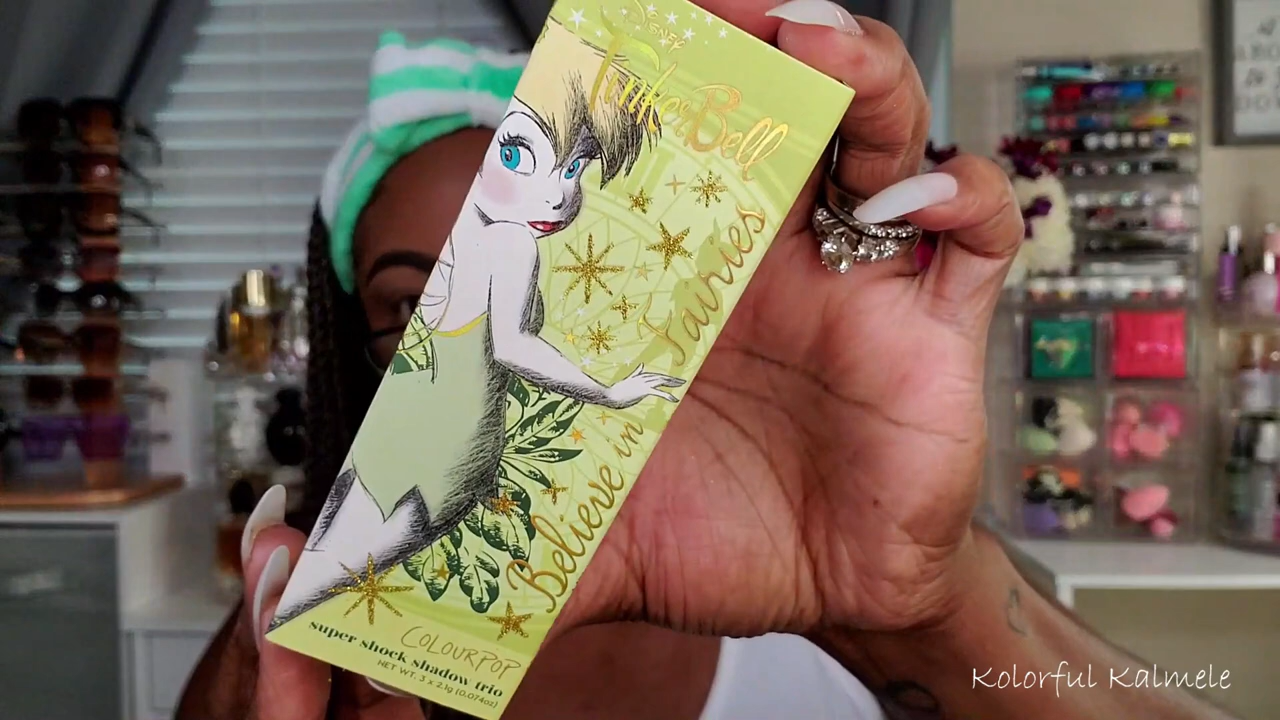 Disney
TinkerBell
Believe in Fairies
COLOURPOP
super shock shadow trio
NET WT. 3 x 2.1g (0.074oz)
Kolorful Kalmele